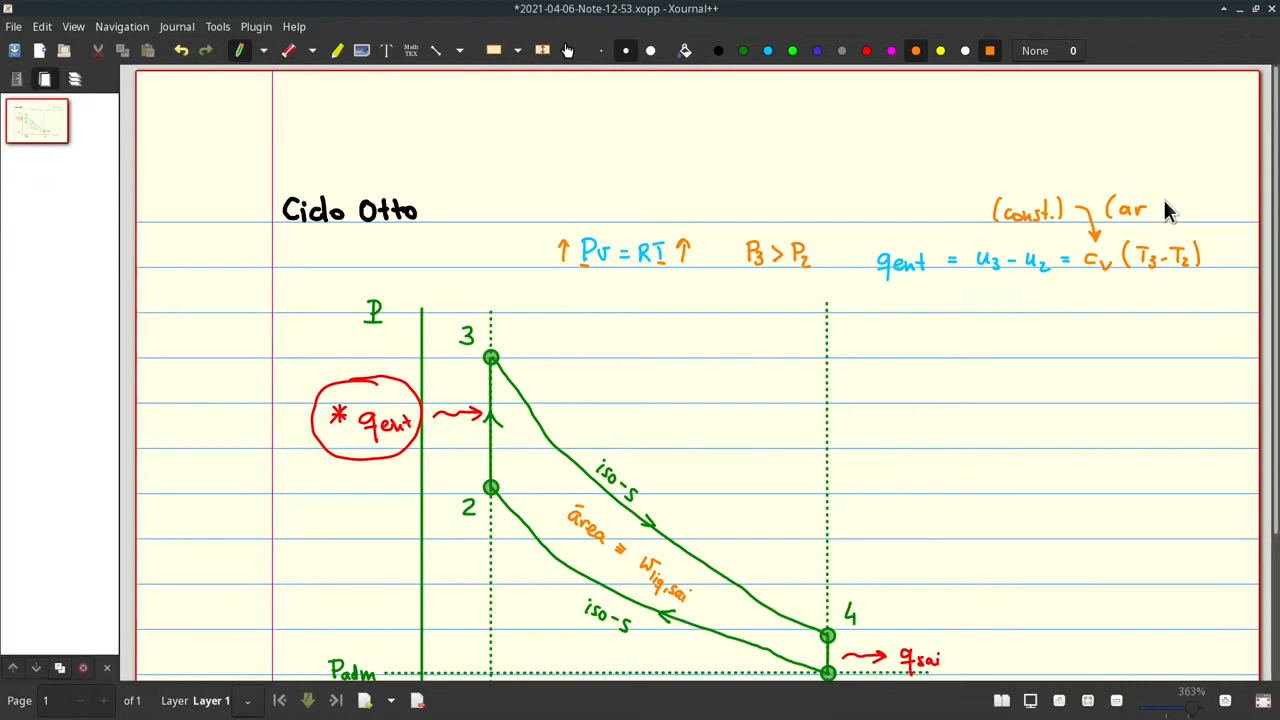 *2021-04-06-Note-12-53.xopp - Xournal++
File Edit View Navigation Journal Tools Plugin Help
T Math TEX None 0
Ciclo Otto
(const.) (ar
↑ Pv = RT ↑ P3 > P2 qent = u3 - u2 = cv (T3 - T2)
P
3
* qent
iso-s
2
área ≡ wliq,sai
iso-s
4
→ qsai
Padm
Page 1 of 1 Layer Layer 1 363%